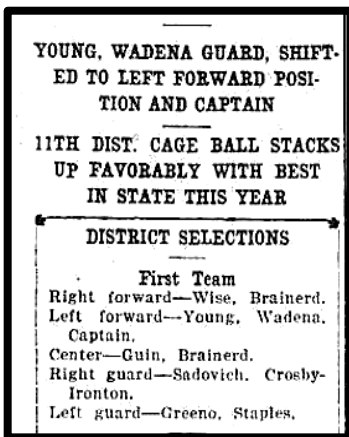 YOUNG, WADENA GUARD, SHIFT-
ED TO LEFT FORWARD POSI-
TION AND CAPTAIN
11TH DIST. CAGE BALL STACKS
UP FAVORABLY WITH BEST
IN STATE THIS YEAR
DISTRICT SELECTIONS
First Team
Right forward—Wise, Brainerd.
Left forward—Young, Wadena,
Captain.
Center—Guin, Brainerd.
Right guard—Sadovich, Crosby-
Ironton.
Left guard—Greeno, Staples.